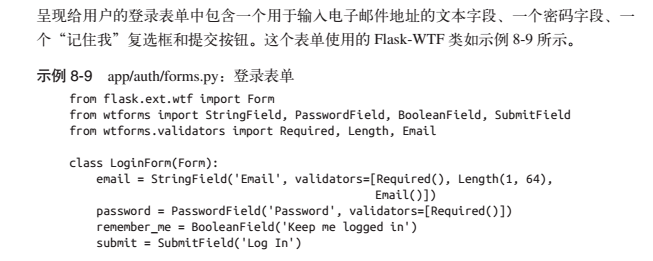 呈现给用户的登录表单中包含一个用于输入电子邮件地址的文本字段、一个密码字段、一
个“记住我”复选框和提交按钮。这个表单使用的 Flask-WTF 类如示例 8-9 所示。
示例 8-9 app/auth/forms.py：登录表单
from flask.ext.wtf import Form
from wtforms import StringField, PasswordField, BooleanField, SubmitField
from wtforms.validators import Required, Length, Email
class LoginForm(Form):
    email = StringField('Email', validators=[Required(), Length(1, 64),
                                             Email()])
    password = PasswordField('Password', validators=[Required()])
    remember_me = BooleanField('Keep me logged in')
    submit = SubmitField('Log In')